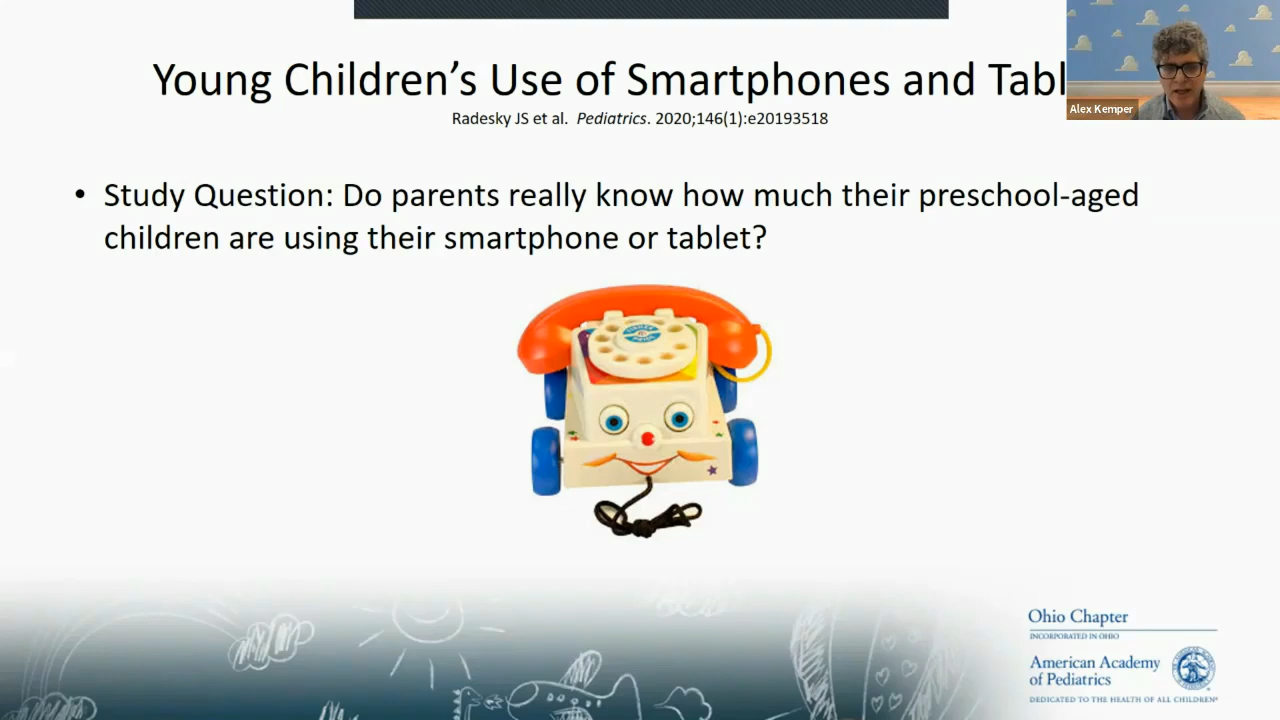 Young Children’s Use of Smartphones and Tabl
Alex Kemper
Radesky JS et al. Pediatrics. 2020;146(1):e20193518
• Study Question: Do parents really know how much their preschool-aged
children are using their smartphone or tablet?
Ohio Chapter
INCORPORATED IN OHIO
American Academy
of Pediatrics
DEDICATED TO THE HEALTH OF ALL CHILDREN®